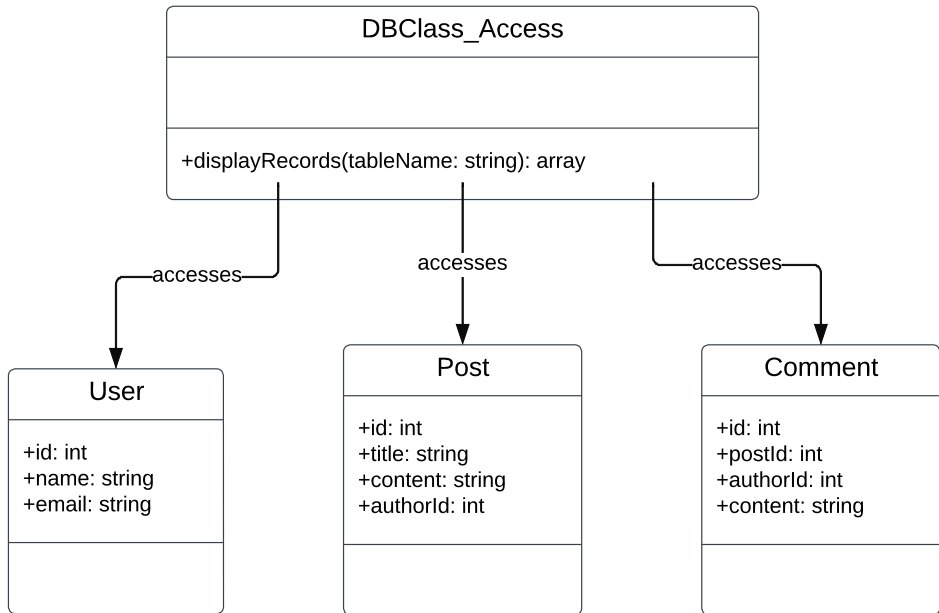 DBClass_Access
+displayRecords(tableName: string): array
accesses
accesses
accesses
User
+id: int
+name: string
+email: string
Post
+id: int
+title: string
+content: string
+authorId: int
Comment
+id: int
+postId: int
+authorId: int
+content: string